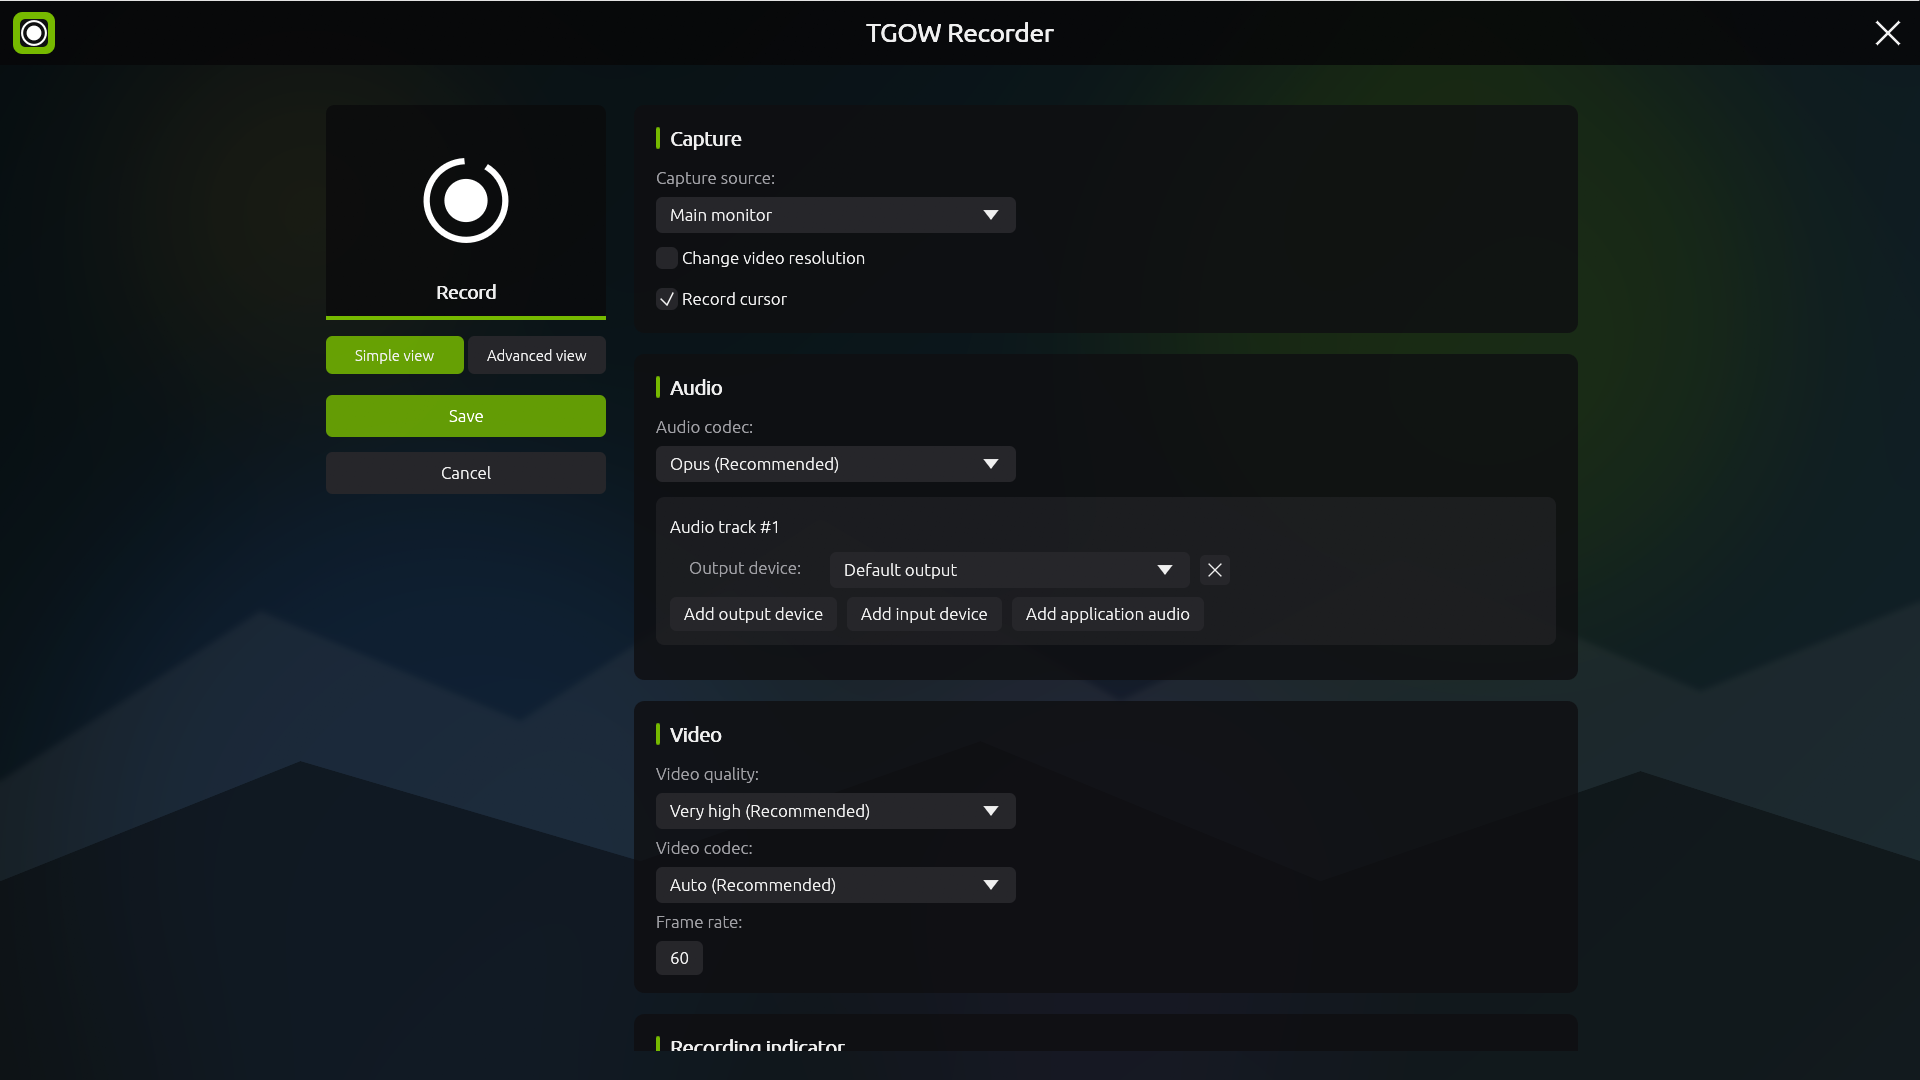 TGOW Recorder
Record
Simple view
Advanced view
Save
Cancel
Capture
Capture source:
Main monitor
Change video resolution
Record cursor
Audio
Audio codec:
Opus (Recommended)
Audio track #1
Output device:
Default output
Add output device
Add input device
Add application audio
Video
Video quality:
Very high (Recommended)
Video codec:
Auto (Recommended)
Frame rate:
60
Recording indicator